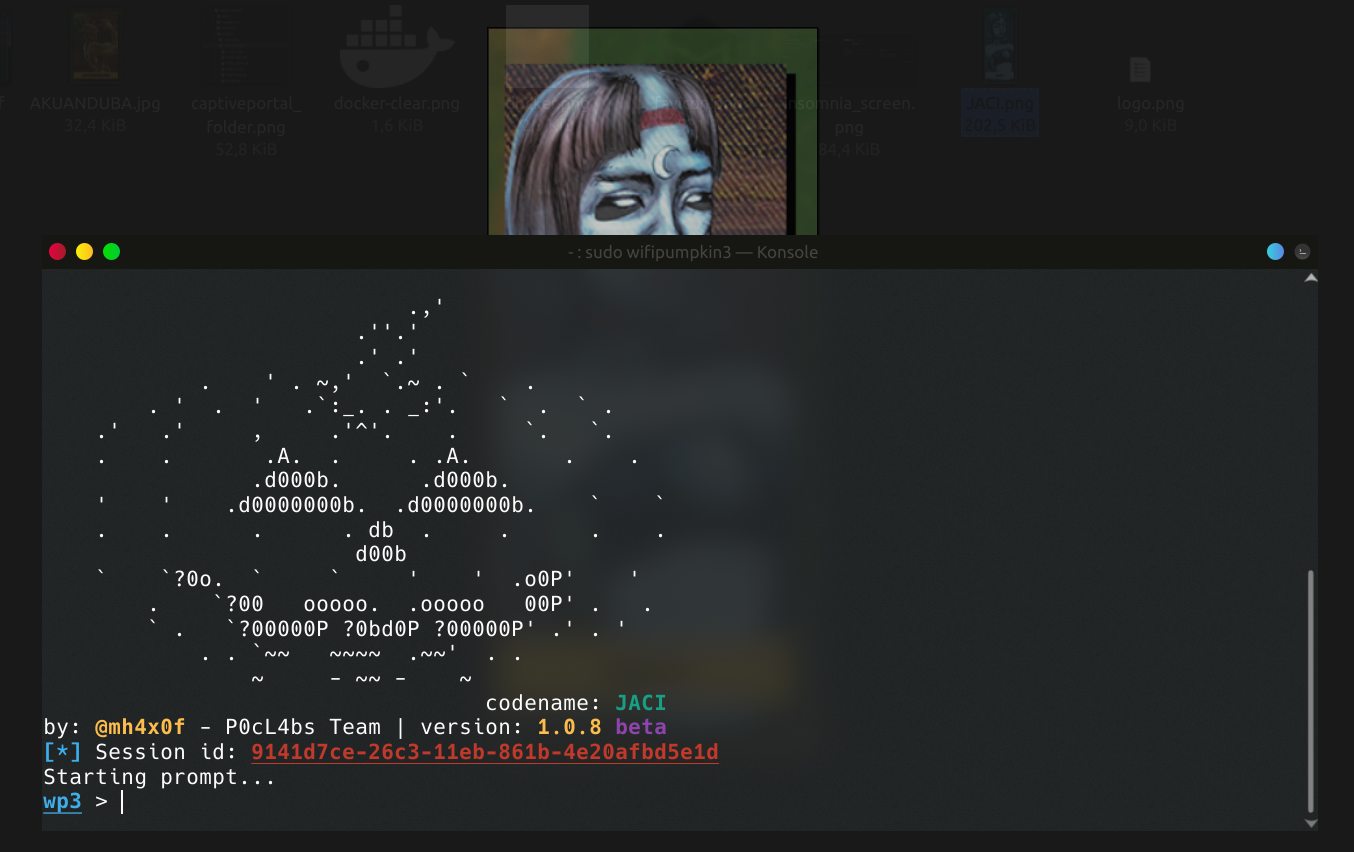 AKUANDUBA.jpg
32,4 KiB
captiveportal_
folder.png
52,8 KiB
docker-clear.png
1,6 KiB
insomnia_screen.
png
84,4 KiB
JACI.png
202,5 KiB
logo.png
9,0 KiB
- : sudo wifipumpkin3 — Konsole
.,'
.''.'
.' .'
. ' . ~,' `.~ . ` .
. ' . ' .`:_. . _:'. ` . ` .
.' .' , .'^'. . `. `.
. . .A. . . .A. . .
.d000b. .d000b.
' ' .d0000000b. .d0000000b. ` `
. . . . db . . . .
d00b
` `?0o. ` ` ' ' .o0P' '
. `?00 ooooo. .ooooo 00P' . .
` . `?00000P ?0bd0P ?00000P' .' . '
. . `~~ ~~~~ .~~' . .
~ – ~~ – ~
codename: JACI
by: @mh4x0f – P0cL4bs Team | version: 1.0.8 beta
[*] Session id: 9141d7ce-26c3-11eb-861b-4e20afbd5e1d
Starting prompt...
wp3 >